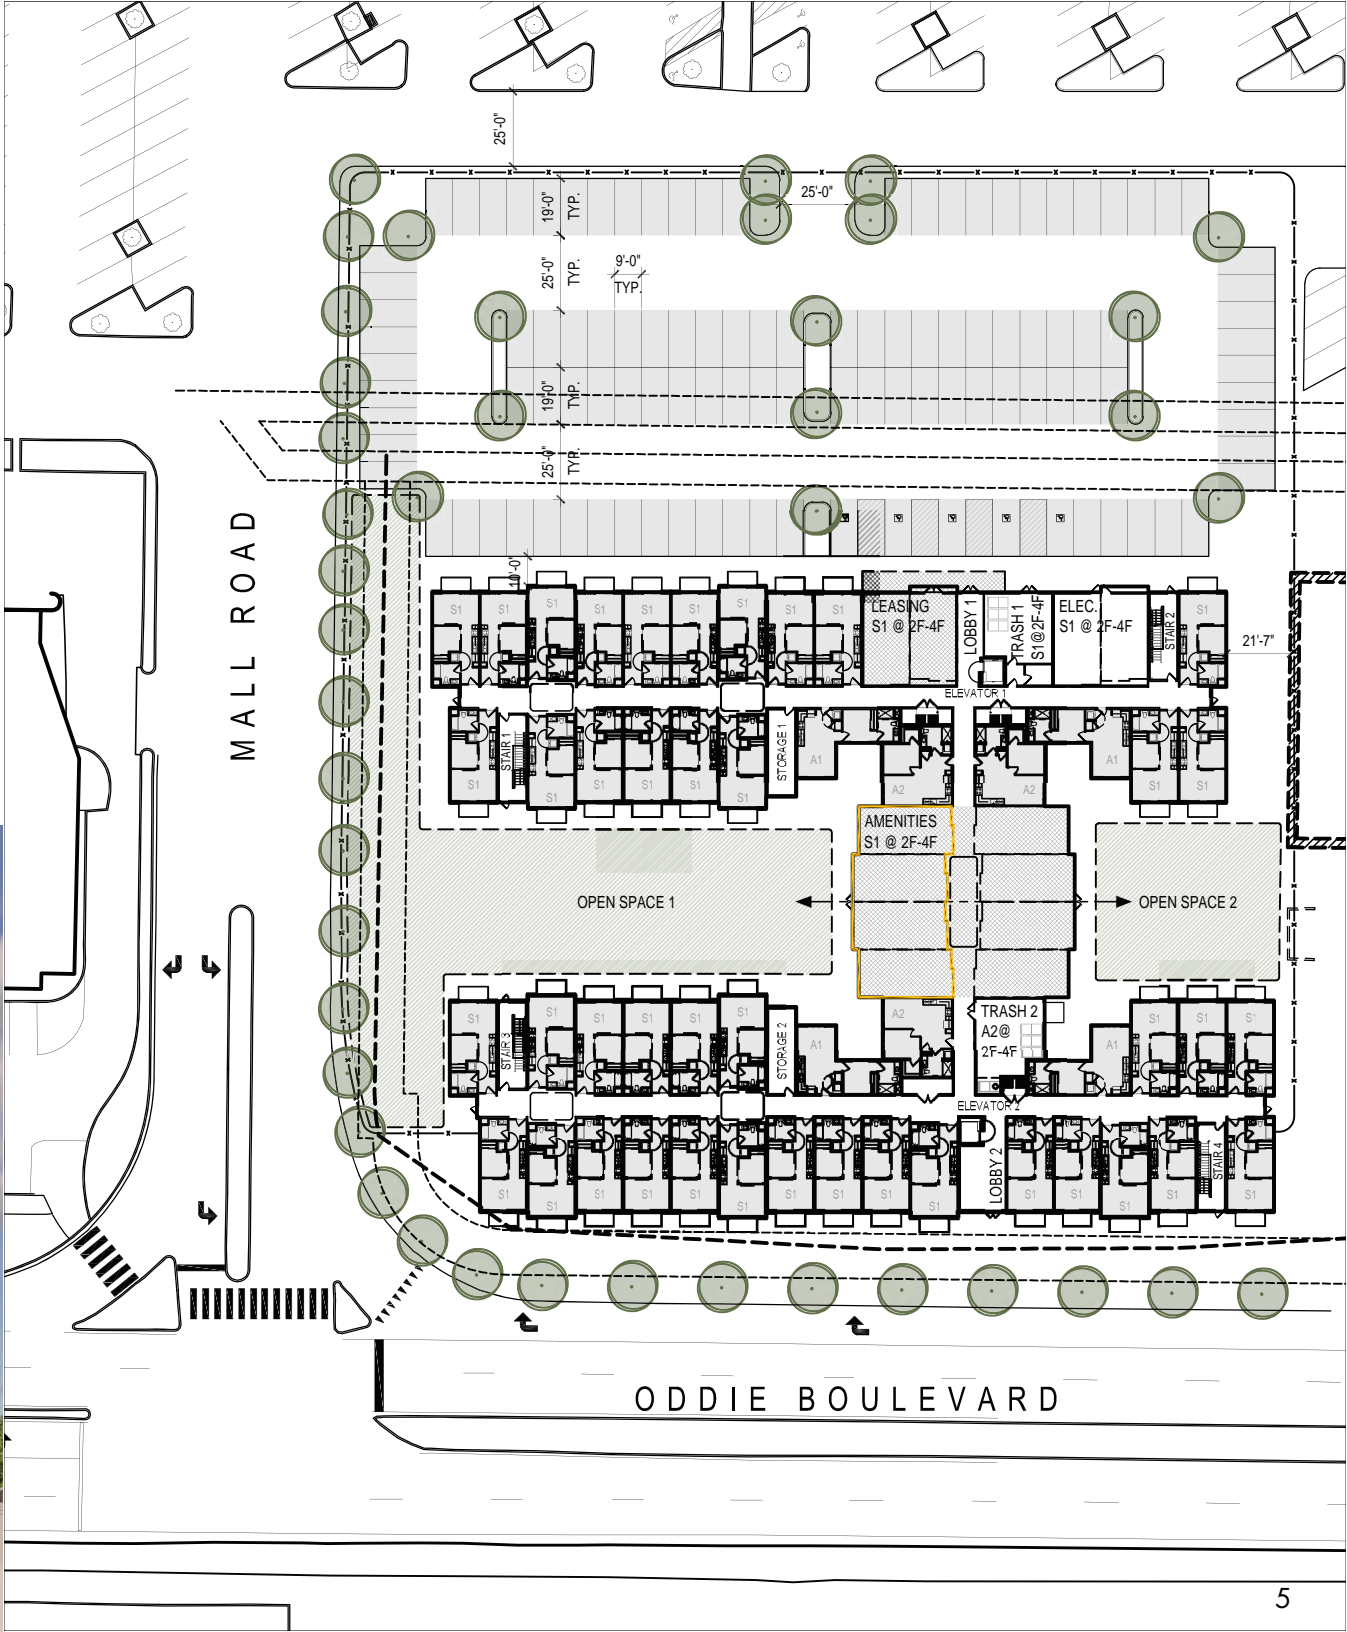 25'-0"
25'-0"
19'-0"
TYP.
25'-0"
TYP.
9'-0"
TYP.
19'-0"
TYP.
25'-0"
TYP.
MALL ROAD
10'-0"
S1
S1
S1
S1
S1
S1
S1
S1
S1
LEASING
S1 @ 2F-4F
LOBBY 1
TRASH 1
S1@2F-4F
ELEC.
S1 @ 2F-4F
STAIR 2
S1
21'-7"
ELEVATOR 1
S1
STAIR 1
S1
S1
S1
S1
S1
STORAGE 1
A1
A2
A2
A1
S1
S1
AMENITIES
S1 @ 2F-4F
OPEN SPACE 1
OPEN SPACE 2
S1
STAIR 3
S1
S1
S1
S1
S1
STORAGE 2
A1
A2
TRASH 2
A2@
2F-4F
A1
S1
S1
S1
ELEVATOR 2
S1
S1
S1
S1
S1
S1
S1
S1
S1
S1
LOBBY 2
S1
S1
S1
S1
STAIR 4
S1
ODDIE BOULEVARD
5